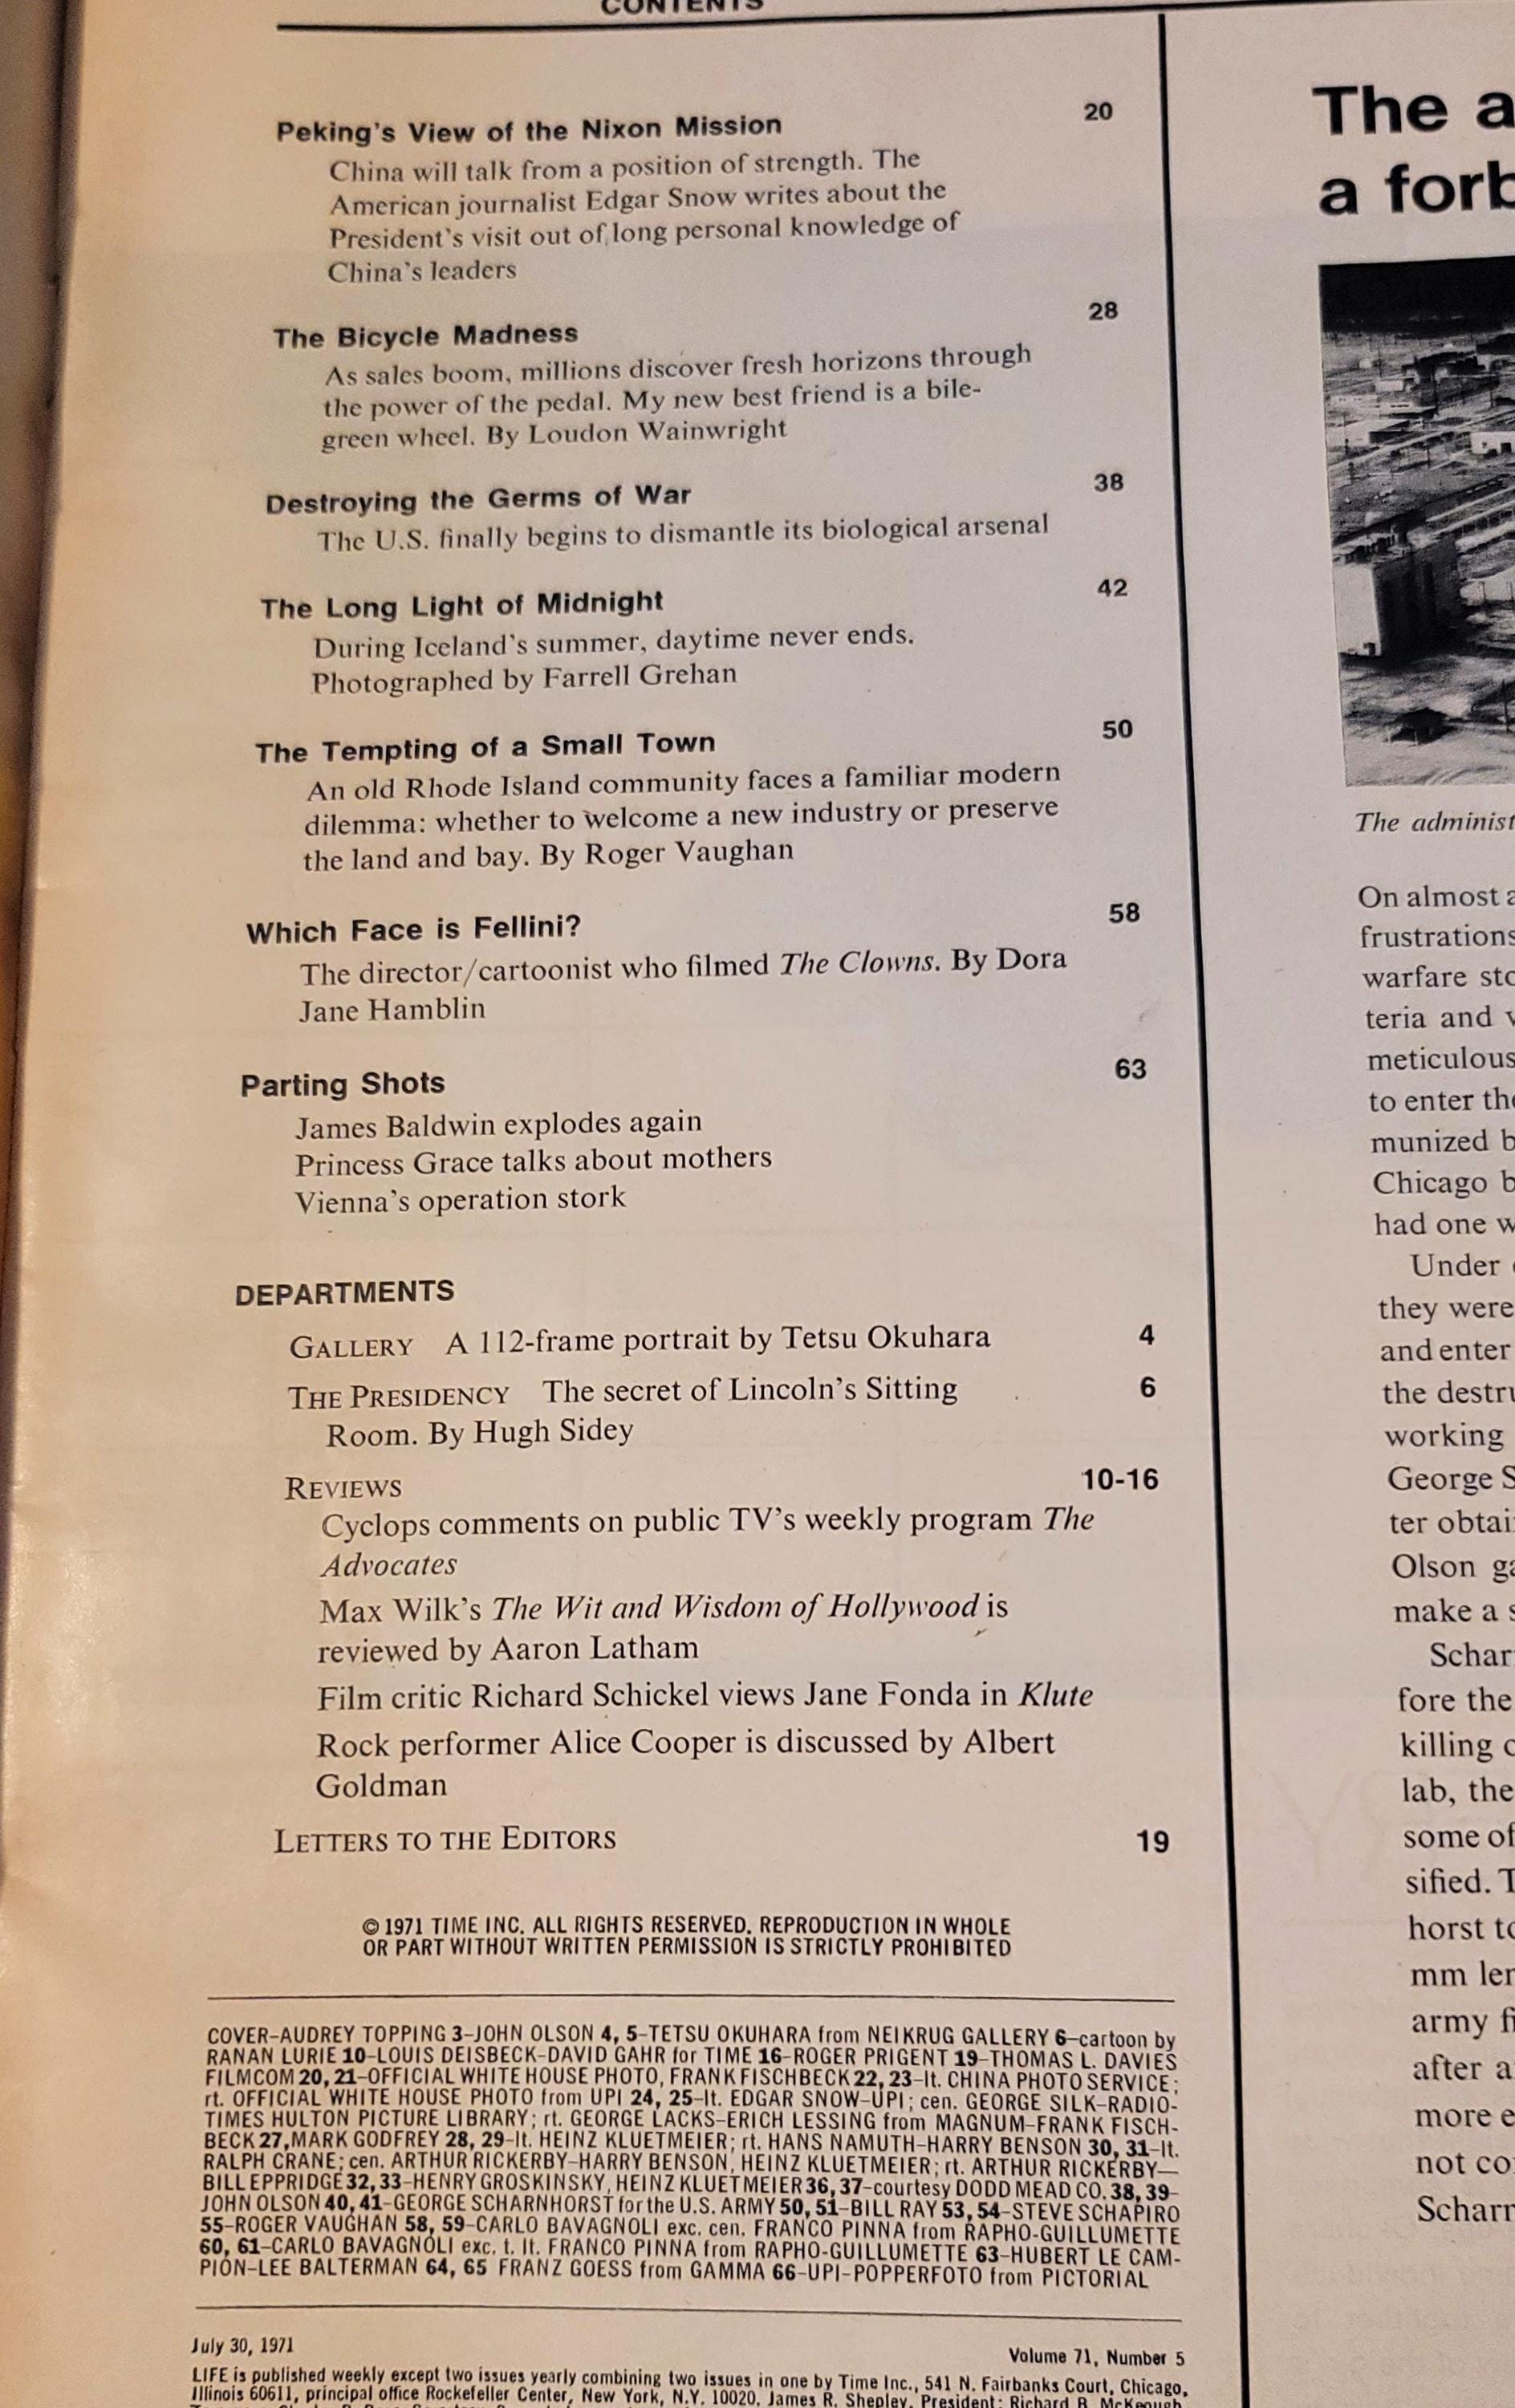 CONTENTS
Peking's View of the Nixon Mission 20
China will talk from a position of strength. The
American journalist Edgar Snow writes about the
President's visit out of long personal knowledge of
China's leaders
The Bicycle Madness 28
As sales boom, millions discover fresh horizons through
the power of the pedal. My new best friend is a bile-
green wheel. By Loudon Wainwright
Destroying the Germs of War 38
The U.S. finally begins to dismantle its biological arsenal
The Long Light of Midnight 42
During Iceland's summer, daytime never ends.
Photographed by Farrell Grehan
The Tempting of a Small Town 50
An old Rhode Island community faces a familiar modern
dilemma: whether to welcome a new industry or preserve
the land and bay. By Roger Vaughan
Which Face is Fellini? 58
The director/cartoonist who filmed The Clowns. By Dora
Jane Hamblin
Parting Shots 63
James Baldwin explodes again
Princess Grace talks about mothers
Vienna's operation stork
DEPARTMENTS
GALLERY A 112-frame portrait by Tetsu Okuhara 4
THE PRESIDENCY The secret of Lincoln's Sitting 6
Room. By Hugh Sidey
REVIEWS 10-16
Cyclops comments on public TV's weekly program The
Advocates
Max Wilk's The Wit and Wisdom of Hollywood is
reviewed by Aaron Latham
Film critic Richard Schickel views Jane Fonda in Klute
Rock performer Alice Cooper is discussed by Albert
Goldman
LETTERS TO THE EDITORS 19
© 1971 TIME INC. ALL RIGHTS RESERVED. REPRODUCTION IN WHOLE
OR PART WITHOUT WRITTEN PERMISSION IS STRICTLY PROHIBITED
COVER–AUDREY TOPPING 3–JOHN OLSON 4, 5–TETSU OKUHARA from NEIKRUG GALLERY 6–cartoon by
RANAN LURIE 10–LOUIS DEISBECK–DAVID GAHR for TIME 16–ROGER PRIGENT 19–THOMAS L. DAVIES
FILMCOM 20, 21–OFFICIAL WHITE HOUSE PHOTO, FRANK FISCHBECK 22, 23–lt. CHINA PHOTO SERVICE;
rt. OFFICIAL WHITE HOUSE PHOTO from UPI 24, 25–lt. EDGAR SNOW–UPI; cen. GEORGE SILK–RADIO-
TIMES HULTON PICTURE LIBRARY; rt. GEORGE LACKS–ERICH LESSING from MAGNUM–FRANK FISCH-
BECK 27, MARK GODFREY 28, 29–lt. HEINZ KLUETMEIER; rt. HANS NAMUTH–HARRY BENSON 30, 31–lt.
RALPH CRANE; cen. ARTHUR RICKERBY–HARRY BENSON, HEINZ KLUETMEIER; rt. ARTHUR RICKERBY—
BILL EPPRIDGE 32, 33–HENRY GROSKINSKY, HEINZ KLUETMEIER 36, 37–courtesy DODD MEAD CO. 38, 39–
JOHN OLSON 40, 41–GEORGE SCHARNHORST for the U.S. ARMY 50, 51–BILL RAY 53, 54–STEVE SCHAPIRO
55–ROGER VAUGHAN 58, 59–CARLO BAVAGNOLI exc. cen. FRANCO PINNA from RAPHO-GUILLUMETTE
60, 61–CARLO BAVAGNOLI exc. t. lt. FRANCO PINNA from RAPHO-GUILLUMETTE 63–HUBERT LE CAM-
PION–LEE BALTERMAN 64, 65 FRANZ GOESS from GAMMA 66–UPI–POPPERFOTO from PICTORIAL
July 30, 1971 Volume 71, Number 5
LIFE is published weekly except two issues yearly combining two issues in one by Time Inc., 541 N. Fairbanks Court, Chicago,
Illinois 60611, principal office Rockefeller Center, New York, N.Y. 10020. James R. Shepley, President; Richard B. McKeough,
The a
a forb
The administ
On almost a
frustrations
warfare sto
teria and v
meticulous
to enter the
munized b
Chicago b
had one w
Under
they were
and enter
the destru
working
George S
ter obtai
Olson ga
make a s
Schar
fore the
killing o
lab, the
some of
sified. T
horst to
mm len
army fi
after a
more e
not co
Scharn